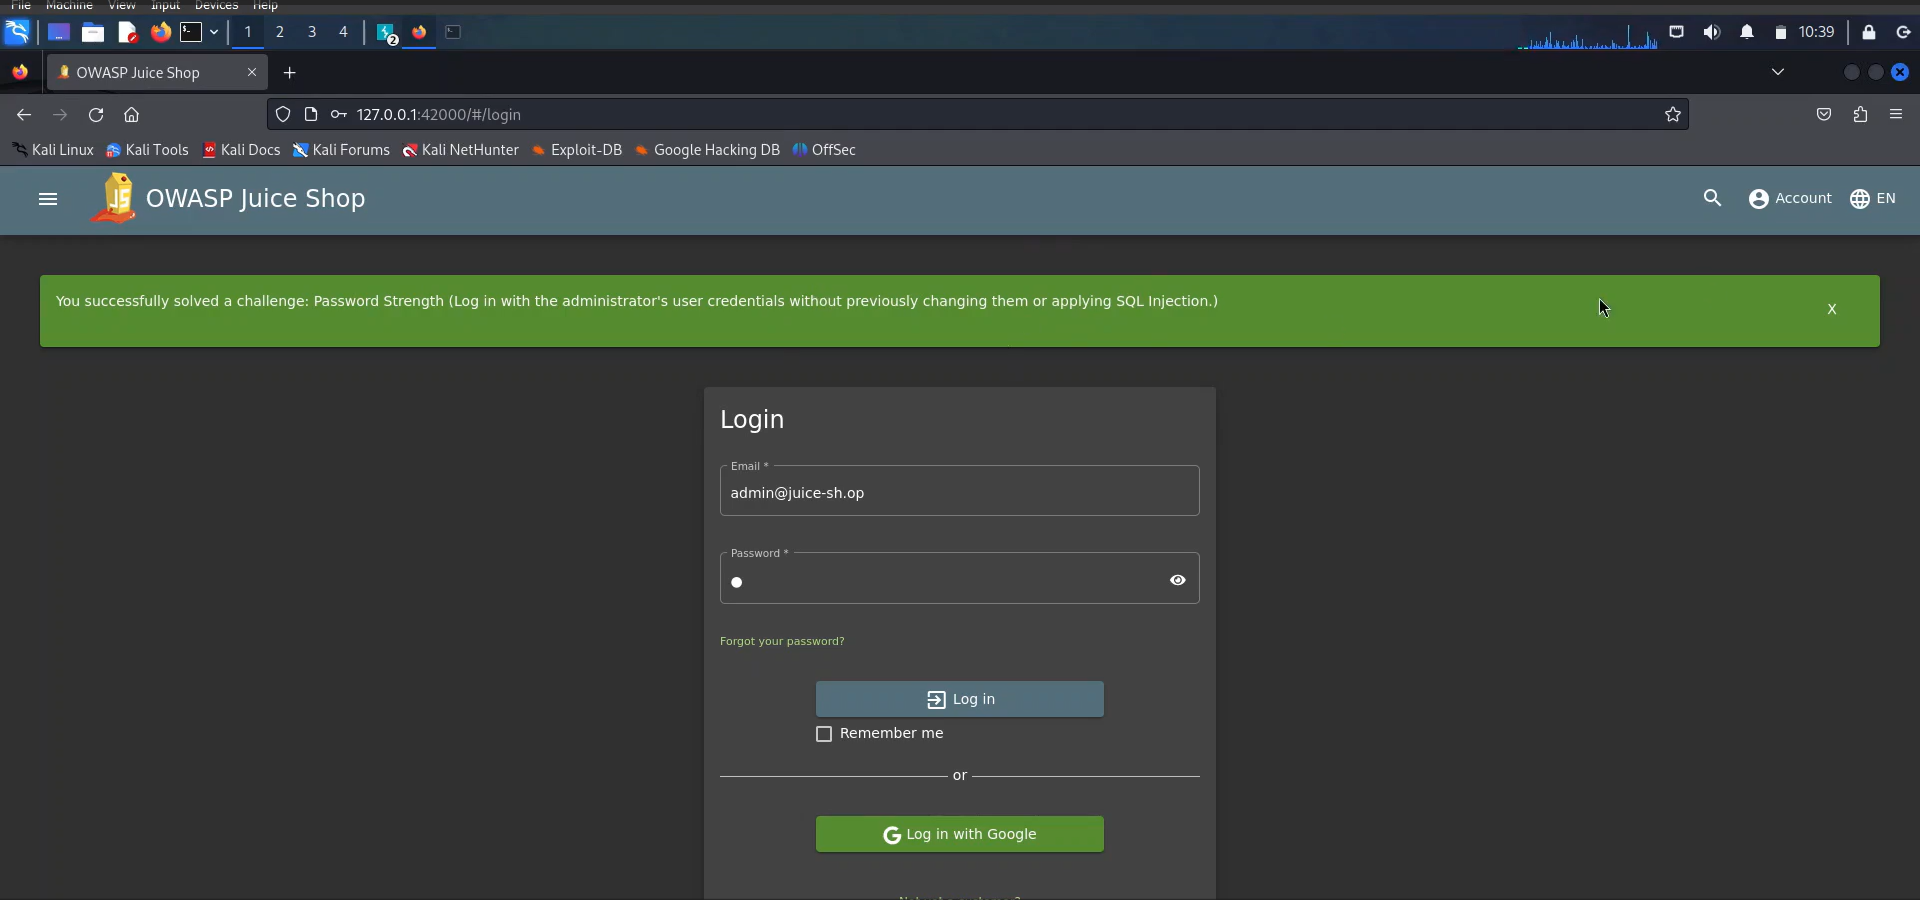 File Machine View Input Devices Help
1 2 3 4 2 10:39
OWASP Juice Shop
127.0.0.1:42000/#/login
Kali Linux Kali Tools Kali Docs Kali Forums Kali NetHunter Exploit-DB Google Hacking DB OffSec
JS OWASP Juice Shop Account EN
You successfully solved a challenge: Password Strength (Log in with the administrator's user credentials without previously changing them or applying SQL Injection.) X
Login
Email *
admin@juice-sh.op
Password *
Forgot your password?
Log in
Remember me
or
G Log in with Google